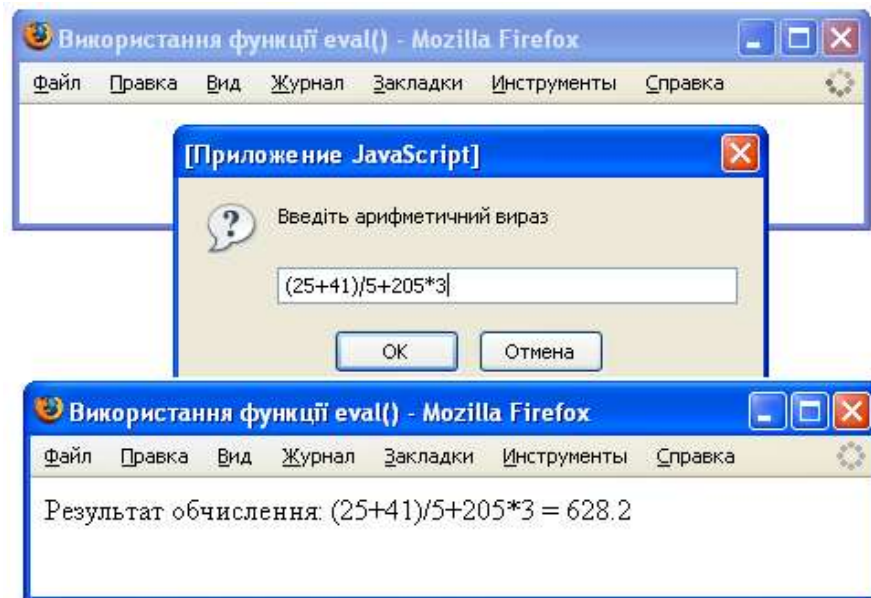 Використання функції eval() - Mozilla Firefox
Файл Правка Вид Журнал Закладки Инструменты Справка
[Приложение JavaScript]
Введіть арифметичний вираз
(25+41)/5+205*3
OK Отмена
Використання функції eval() - Mozilla Firefox
Файл Правка Вид Журнал Закладки Инструменты Справка
Результат обчислення: (25+41)/5+205*3 = 628.2